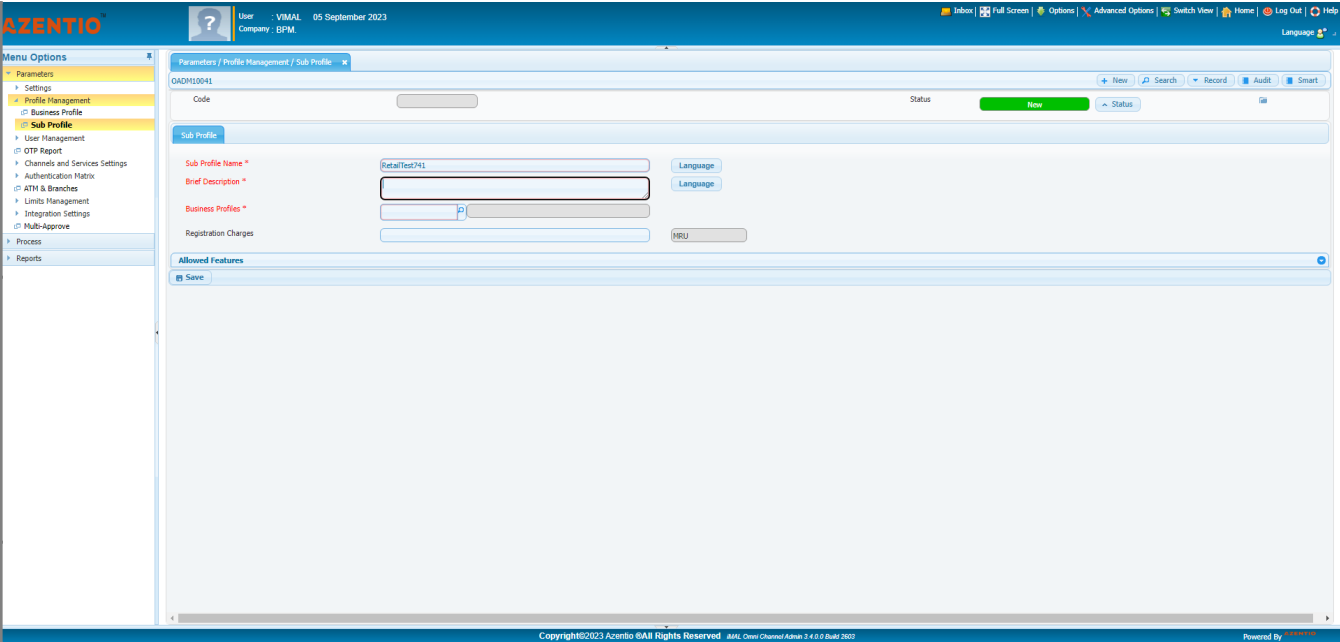 AZENTIO
?
User : VIMAL 05 September 2023
Company : BPM.
Inbox | Full Screen | Options | Advanced Options | Switch View | Home | Log Out | Help
Language
Menu Options
Parameters
Settings
Profile Management
Business Profile
Sub Profile
User Management
OTP Report
Channels and Services Settings
Authentication Matrix
ATM & Branches
Limits Management
Integration Settings
Multi-Approve
Process
Reports
Parameters / Profile Management / Sub Profile
OADM10041
New Search Record Audit Smart
Code Status New Status
Sub Profile
Sub Profile Name * RetailTest741 Language
Brief Description * Language
Business Profiles *
Registration Charges MRU
Allowed Features
Save
Copyright©2023 Azentio ®All Rights Reserved iMAL Omni Channel Admin 3.4.0.0 Build 2603
Powered By AZENTIO